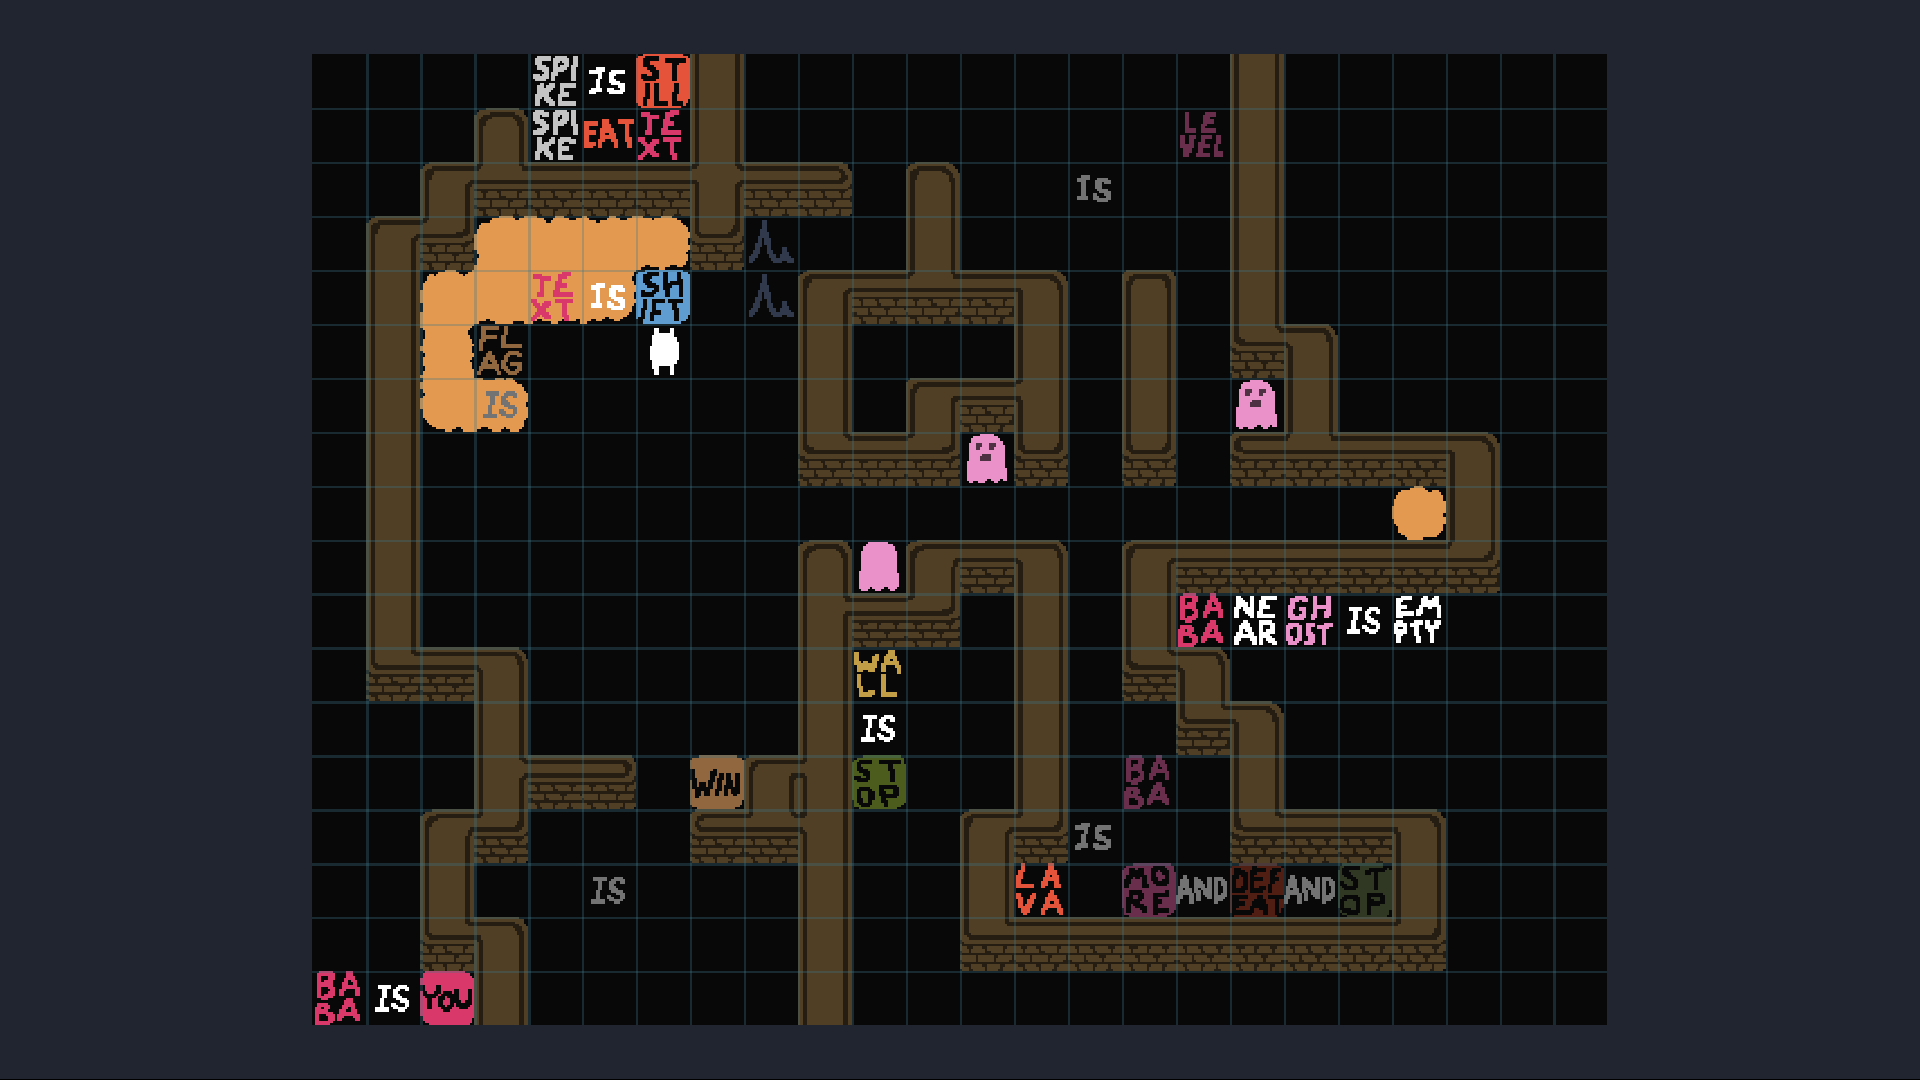 SPIKE IS STILL
SPIKE EAT TEXT
LEVEL
IS
TEXT IS SHIFT
FLAG
IS
BABA NEAR GHOST IS EMPTY
WALL
IS
WIN
STOP
BABA
IS
IS
LAVA
MORE AND DEFEAT AND STOP
BABA IS YOU